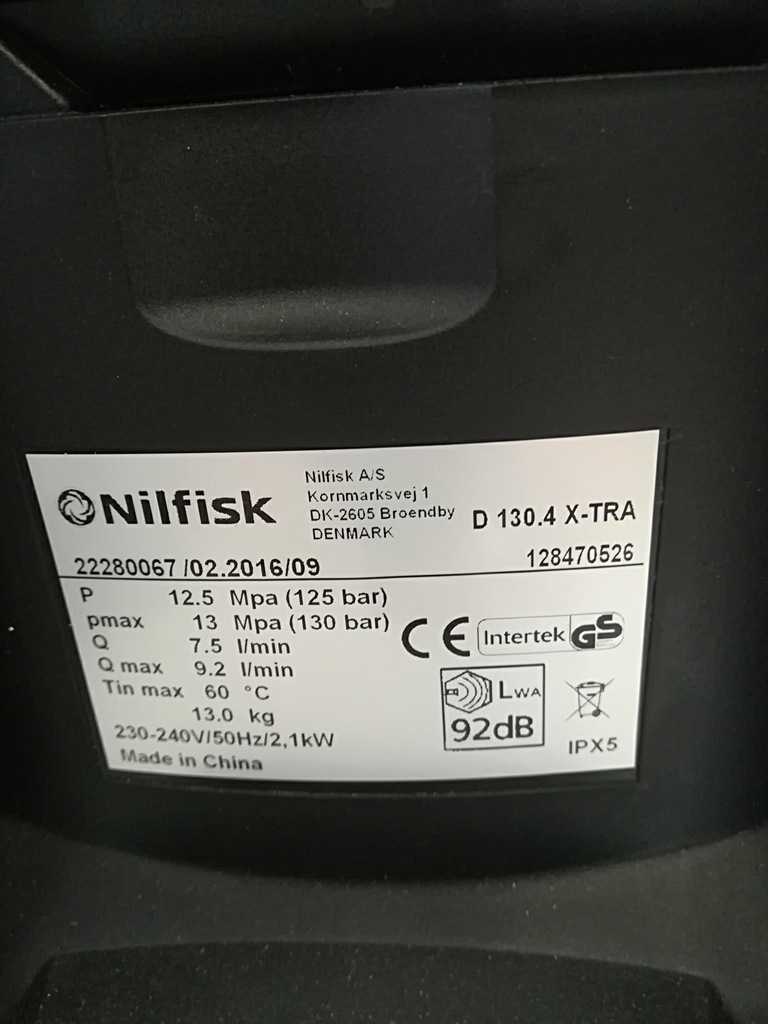 Nilfisk
Nilfisk A/S
Kornmarksvej 1
DK-2605 Broendby
DENMARK
D 130.4 X-TRA
22280067 /02.2016/09
128470526
P 12.5 Mpa (125 bar)
pmax 13 Mpa (130 bar)
Q 7.5 l/min
Q max 9.2 l/min
Tin max 60 °C
13.0 kg
230-240V/50Hz/2,1kW
Made in China
CE
Intertek GS
LWA
92dB
IPX5